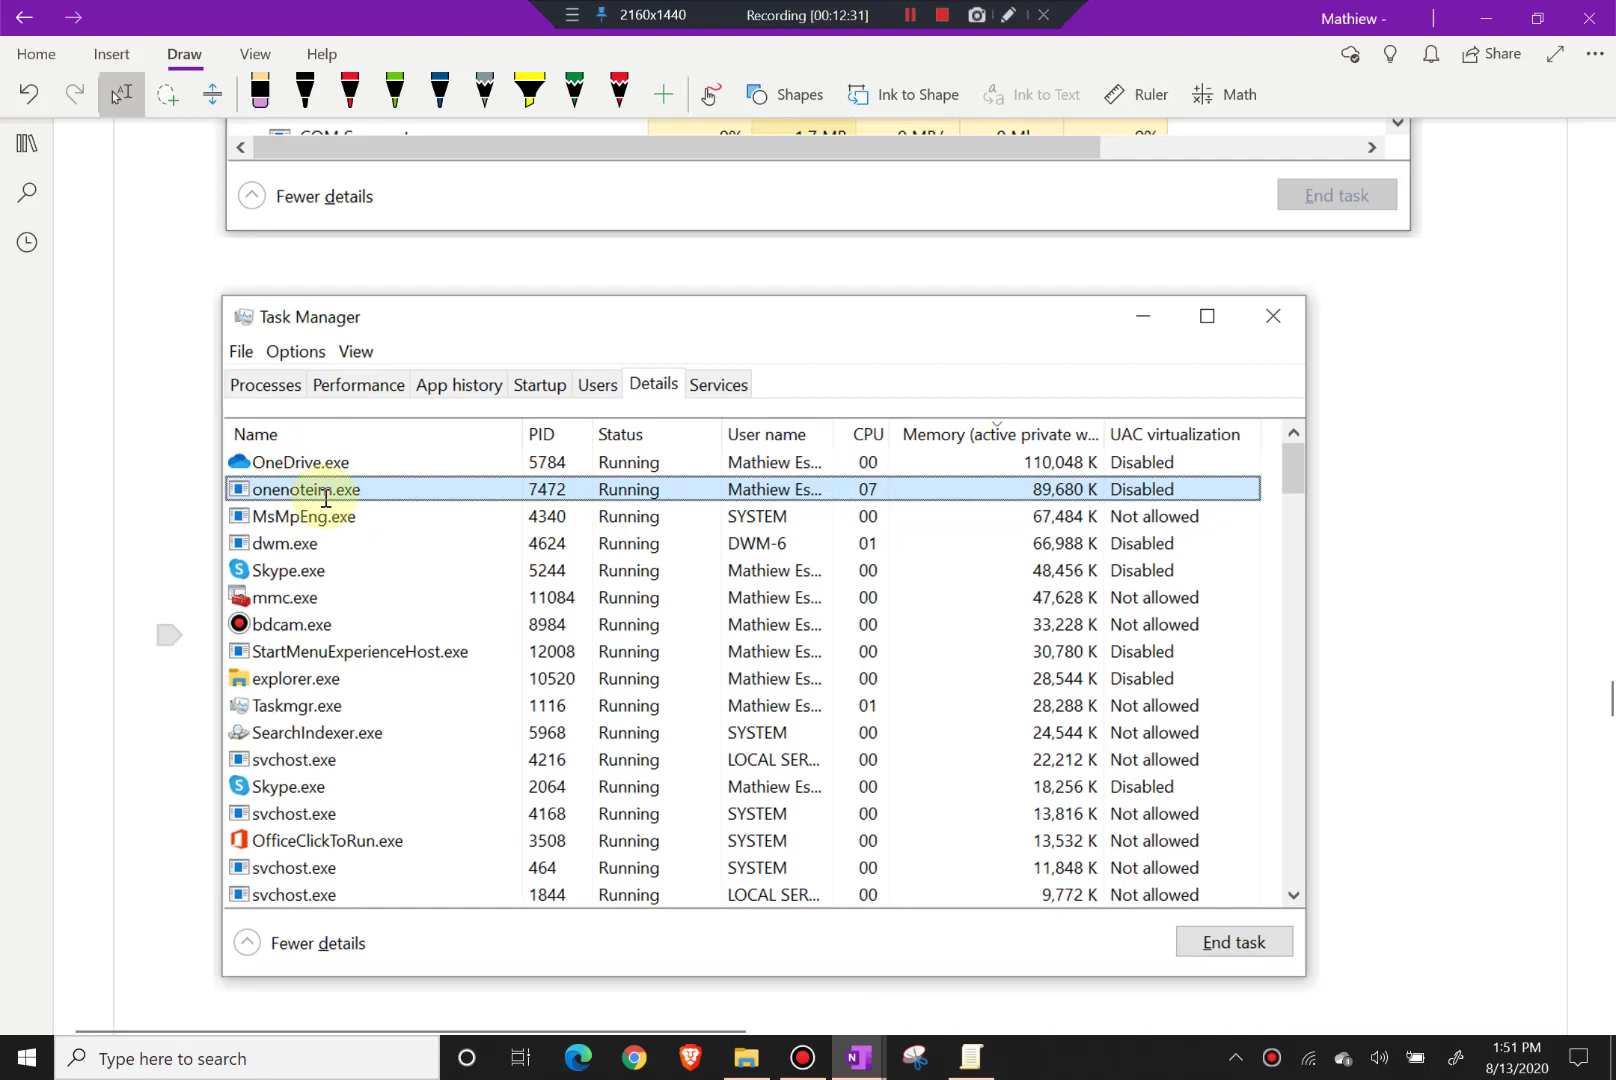 2160x1440 Recording [00:12:31] Mathiew -
Home Insert Draw View Help Share
Shapes Ink to Shape Ink to Text Ruler Math
Fewer details End task
Task Manager
File Options View
Processes Performance App history Startup Users Details Services
Name PID Status User name CPU Memory (active private w... UAC virtualization
OneDrive.exe 5784 Running Mathiew Es... 00 110,048 K Disabled
onenoteim.exe 7472 Running Mathiew Es... 07 89,680 K Disabled
MsMpEng.exe 4340 Running SYSTEM 00 67,484 K Not allowed
dwm.exe 4624 Running DWM-6 01 66,988 K Disabled
Skype.exe 5244 Running Mathiew Es... 00 48,456 K Disabled
mmc.exe 11084 Running Mathiew Es... 00 47,628 K Not allowed
bdcam.exe 8984 Running Mathiew Es... 00 33,228 K Not allowed
StartMenuExperienceHost.exe 12008 Running Mathiew Es... 00 30,780 K Disabled
explorer.exe 10520 Running Mathiew Es... 00 28,544 K Disabled
Taskmgr.exe 1116 Running Mathiew Es... 01 28,288 K Not allowed
SearchIndexer.exe 5968 Running SYSTEM 00 24,544 K Not allowed
svchost.exe 4216 Running LOCAL SER... 00 22,212 K Not allowed
Skype.exe 2064 Running Mathiew Es... 00 18,256 K Disabled
svchost.exe 4168 Running SYSTEM 00 13,816 K Not allowed
OfficeClickToRun.exe 3508 Running SYSTEM 00 13,532 K Not allowed
svchost.exe 464 Running SYSTEM 00 11,848 K Not allowed
svchost.exe 1844 Running LOCAL SER... 00 9,772 K Not allowed
Fewer details End task
Type here to search 1:51 PM
8/13/2020